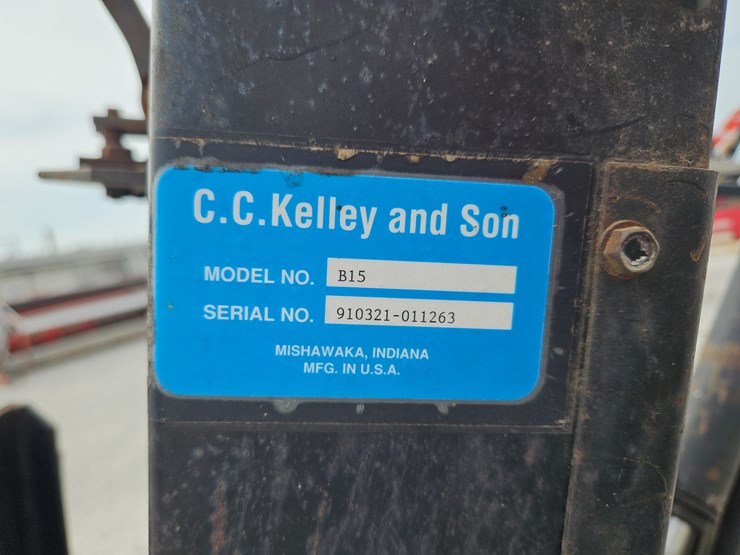 C.C.Kelley and Son
MODEL NO. B15
SERIAL NO. 910321-011263
MISHAWAKA, INDIANA
MFG. IN U.S.A.